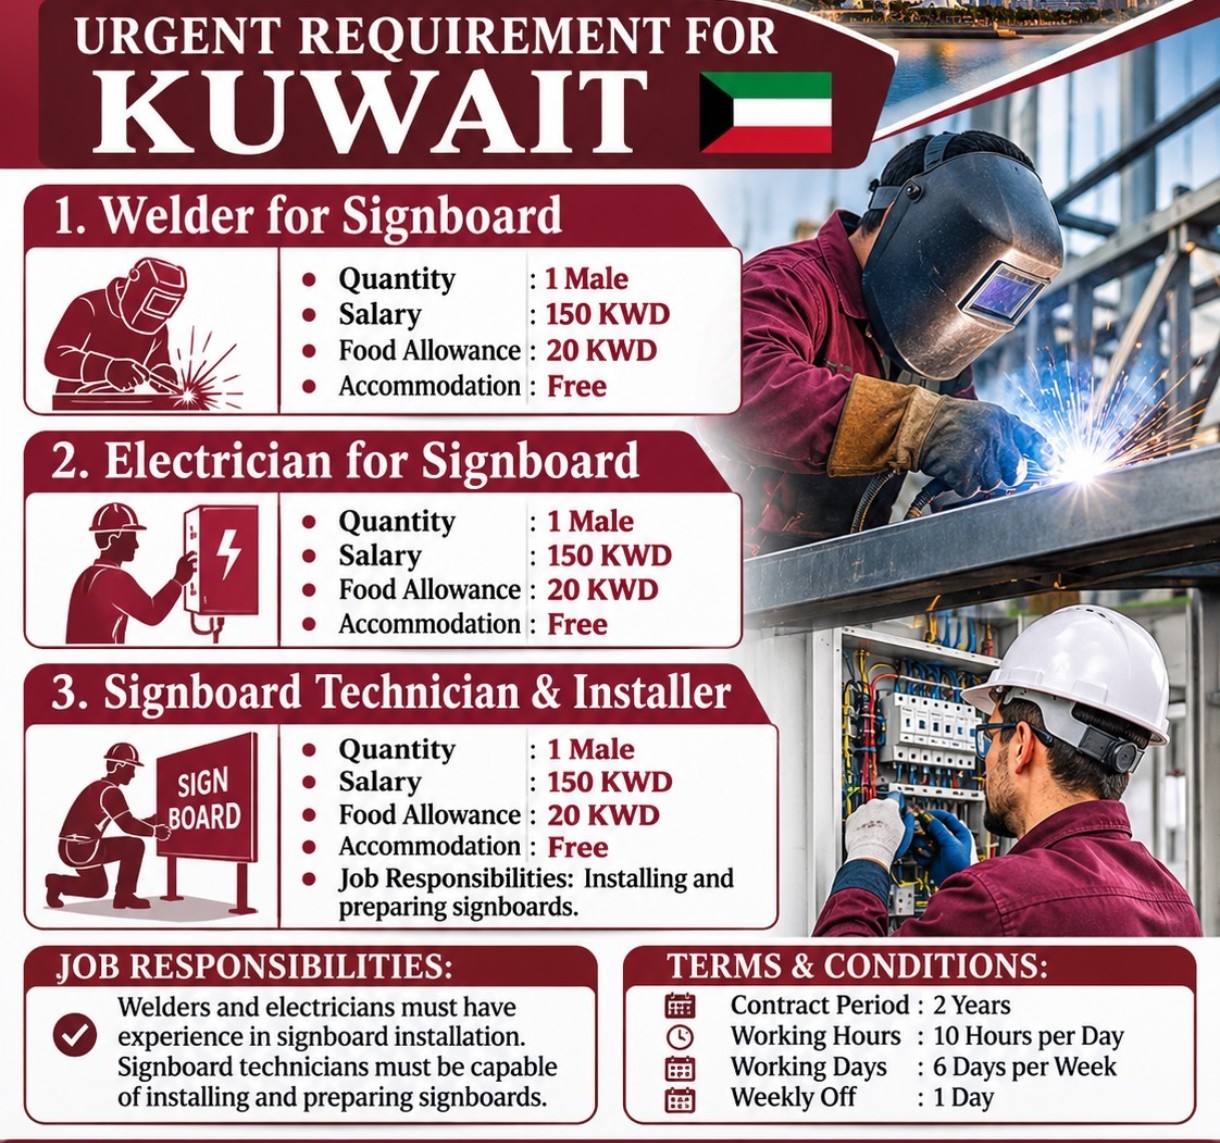 URGENT REQUIREMENT FOR
KUWAIT
1. Welder for Signboard
• Quantity : 1 Male
• Salary : 150 KWD
• Food Allowance : 20 KWD
• Accommodation : Free
2. Electrician for Signboard
• Quantity : 1 Male
• Salary : 150 KWD
• Food Allowance : 20 KWD
• Accommodation : Free
3. Signboard Technician & Installer
SIGN
BOARD
• Quantity : 1 Male
• Salary : 150 KWD
• Food Allowance : 20 KWD
• Accommodation : Free
• Job Responsibilities: Installing and
preparing signboards.
JOB RESPONSIBILITIES:
Welders and electricians must have
experience in signboard installation.
Signboard technicians must be capable
of installing and preparing signboards.
TERMS & CONDITIONS:
Contract Period : 2 Years
Working Hours : 10 Hours per Day
Working Days : 6 Days per Week
Weekly Off : 1 Day